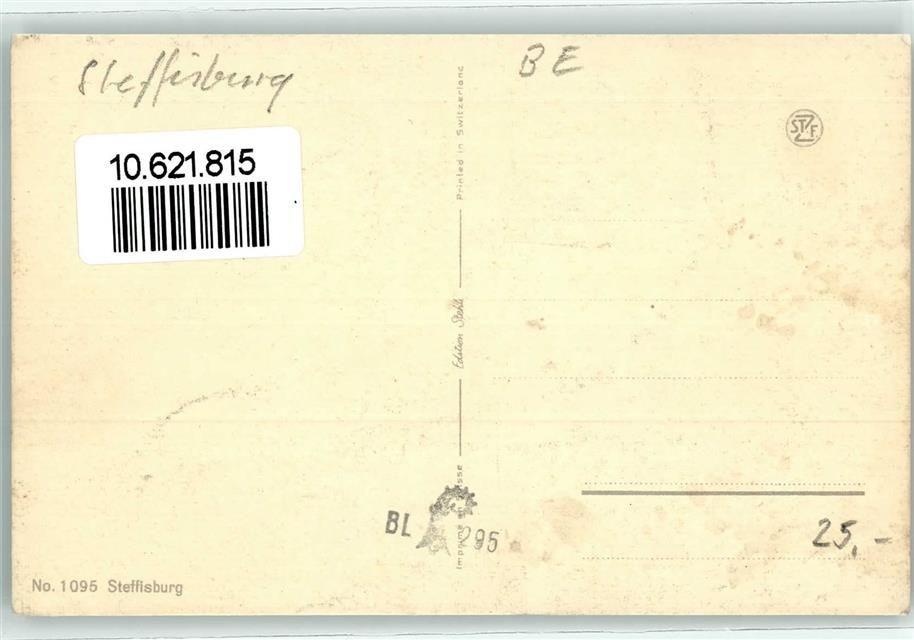 Steffisburg
BE
10.621.815
STZF
Printed in Switzerland
Edition Stehli
Imprimé en Suisse
BL 295
25,-
No. 1095 Steffisburg